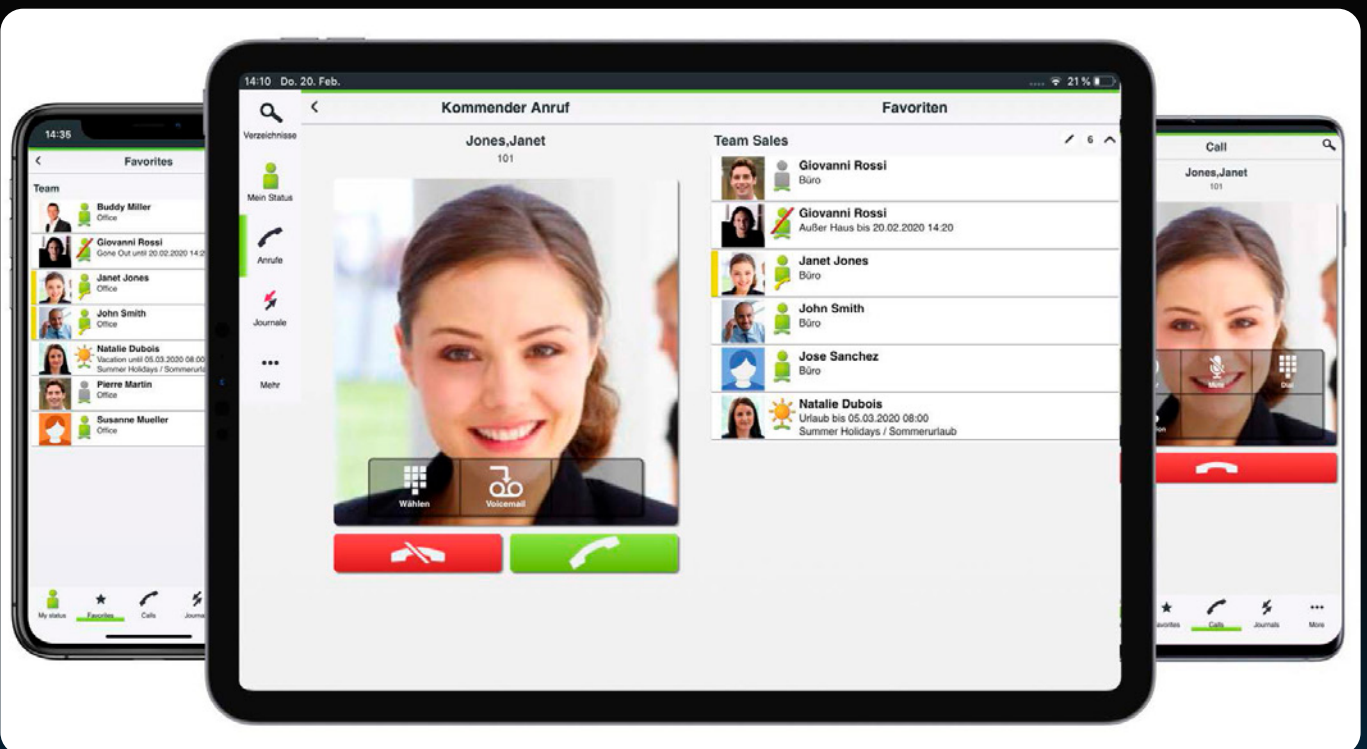 14:35
Favorites
Team
Buddy Miller
Office
Giovanni Rossi
Gone Out until 20.02.2020 14:2
Janet Jones
Office
John Smith
Office
Natalie Dubois
Vacation until 05.03.2020 08:00
Summer Holidays / Sommerurla
Pierre Martin
Office
Susanne Mueller
Office
My status
Favorites
Calls
Journa
14:10 Do. 20. Feb.
21 %
Verzeichnisse
Mein Status
Anrufe
Journale
Mehr
Kommender Anruf
Jones,Janet
101
Wählen
Voicemail
Favoriten
Team Sales
6
Giovanni Rossi
Büro
Giovanni Rossi
Außer Haus bis 20.02.2020 14:20
Janet Jones
Büro
John Smith
Büro
Jose Sanchez
Büro
Natalie Dubois
Urlaub bis 05.03.2020 08:00
Summer Holidays / Sommerurlaub
Call
Jones,Janet
101
Mute
Dial
avorites
Calls
Journals
More